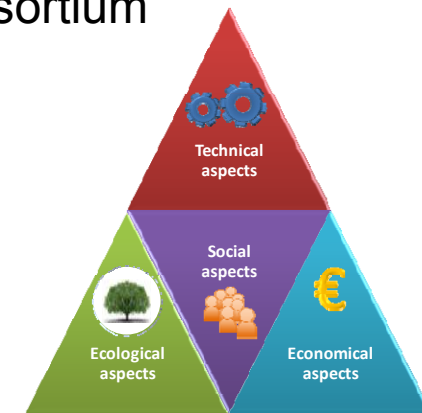 sortium
Technical
aspects
Social
aspects
€
Ecological
aspects
Economical
aspects